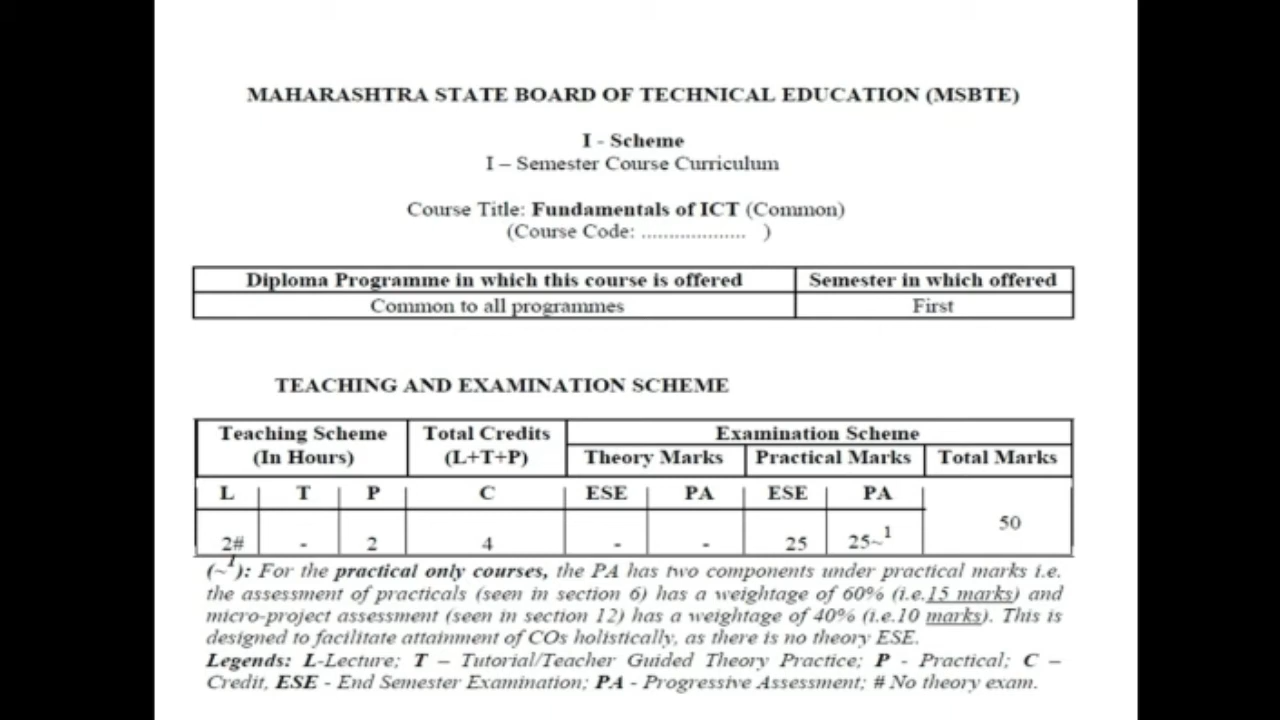 MAHARASHTRA STATE BOARD OF TECHNICAL EDUCATION (MSBTE)
I - Scheme
I – Semester Course Curriculum
Course Title: Fundamentals of ICT (Common)
(Course Code: ................... )
Diploma Programme in which this course is offered Semester in which offered
Common to all programmes First
TEACHING AND EXAMINATION SCHEME
Teaching Scheme Total Credits Examination Scheme
(In Hours) (L+T+P) Theory Marks Practical Marks Total Marks
L T P C ESE PA ESE PA
50
2# - 2 4 - - 25 25~1
(~1): For the practical only courses, the PA has two components under practical marks i.e.
the assessment of practicals (seen in section 6) has a weightage of 60% (i.e.15 marks) and
micro-project assessment (seen in section 12) has a weightage of 40% (i.e.10 marks). This is
designed to facilitate attainment of COs holistically, as there is no theory ESE.
Legends: L-Lecture; T – Tutorial/Teacher Guided Theory Practice; P - Practical; C –
Credit, ESE - End Semester Examination; PA - Progressive Assessment; # No theory exam.